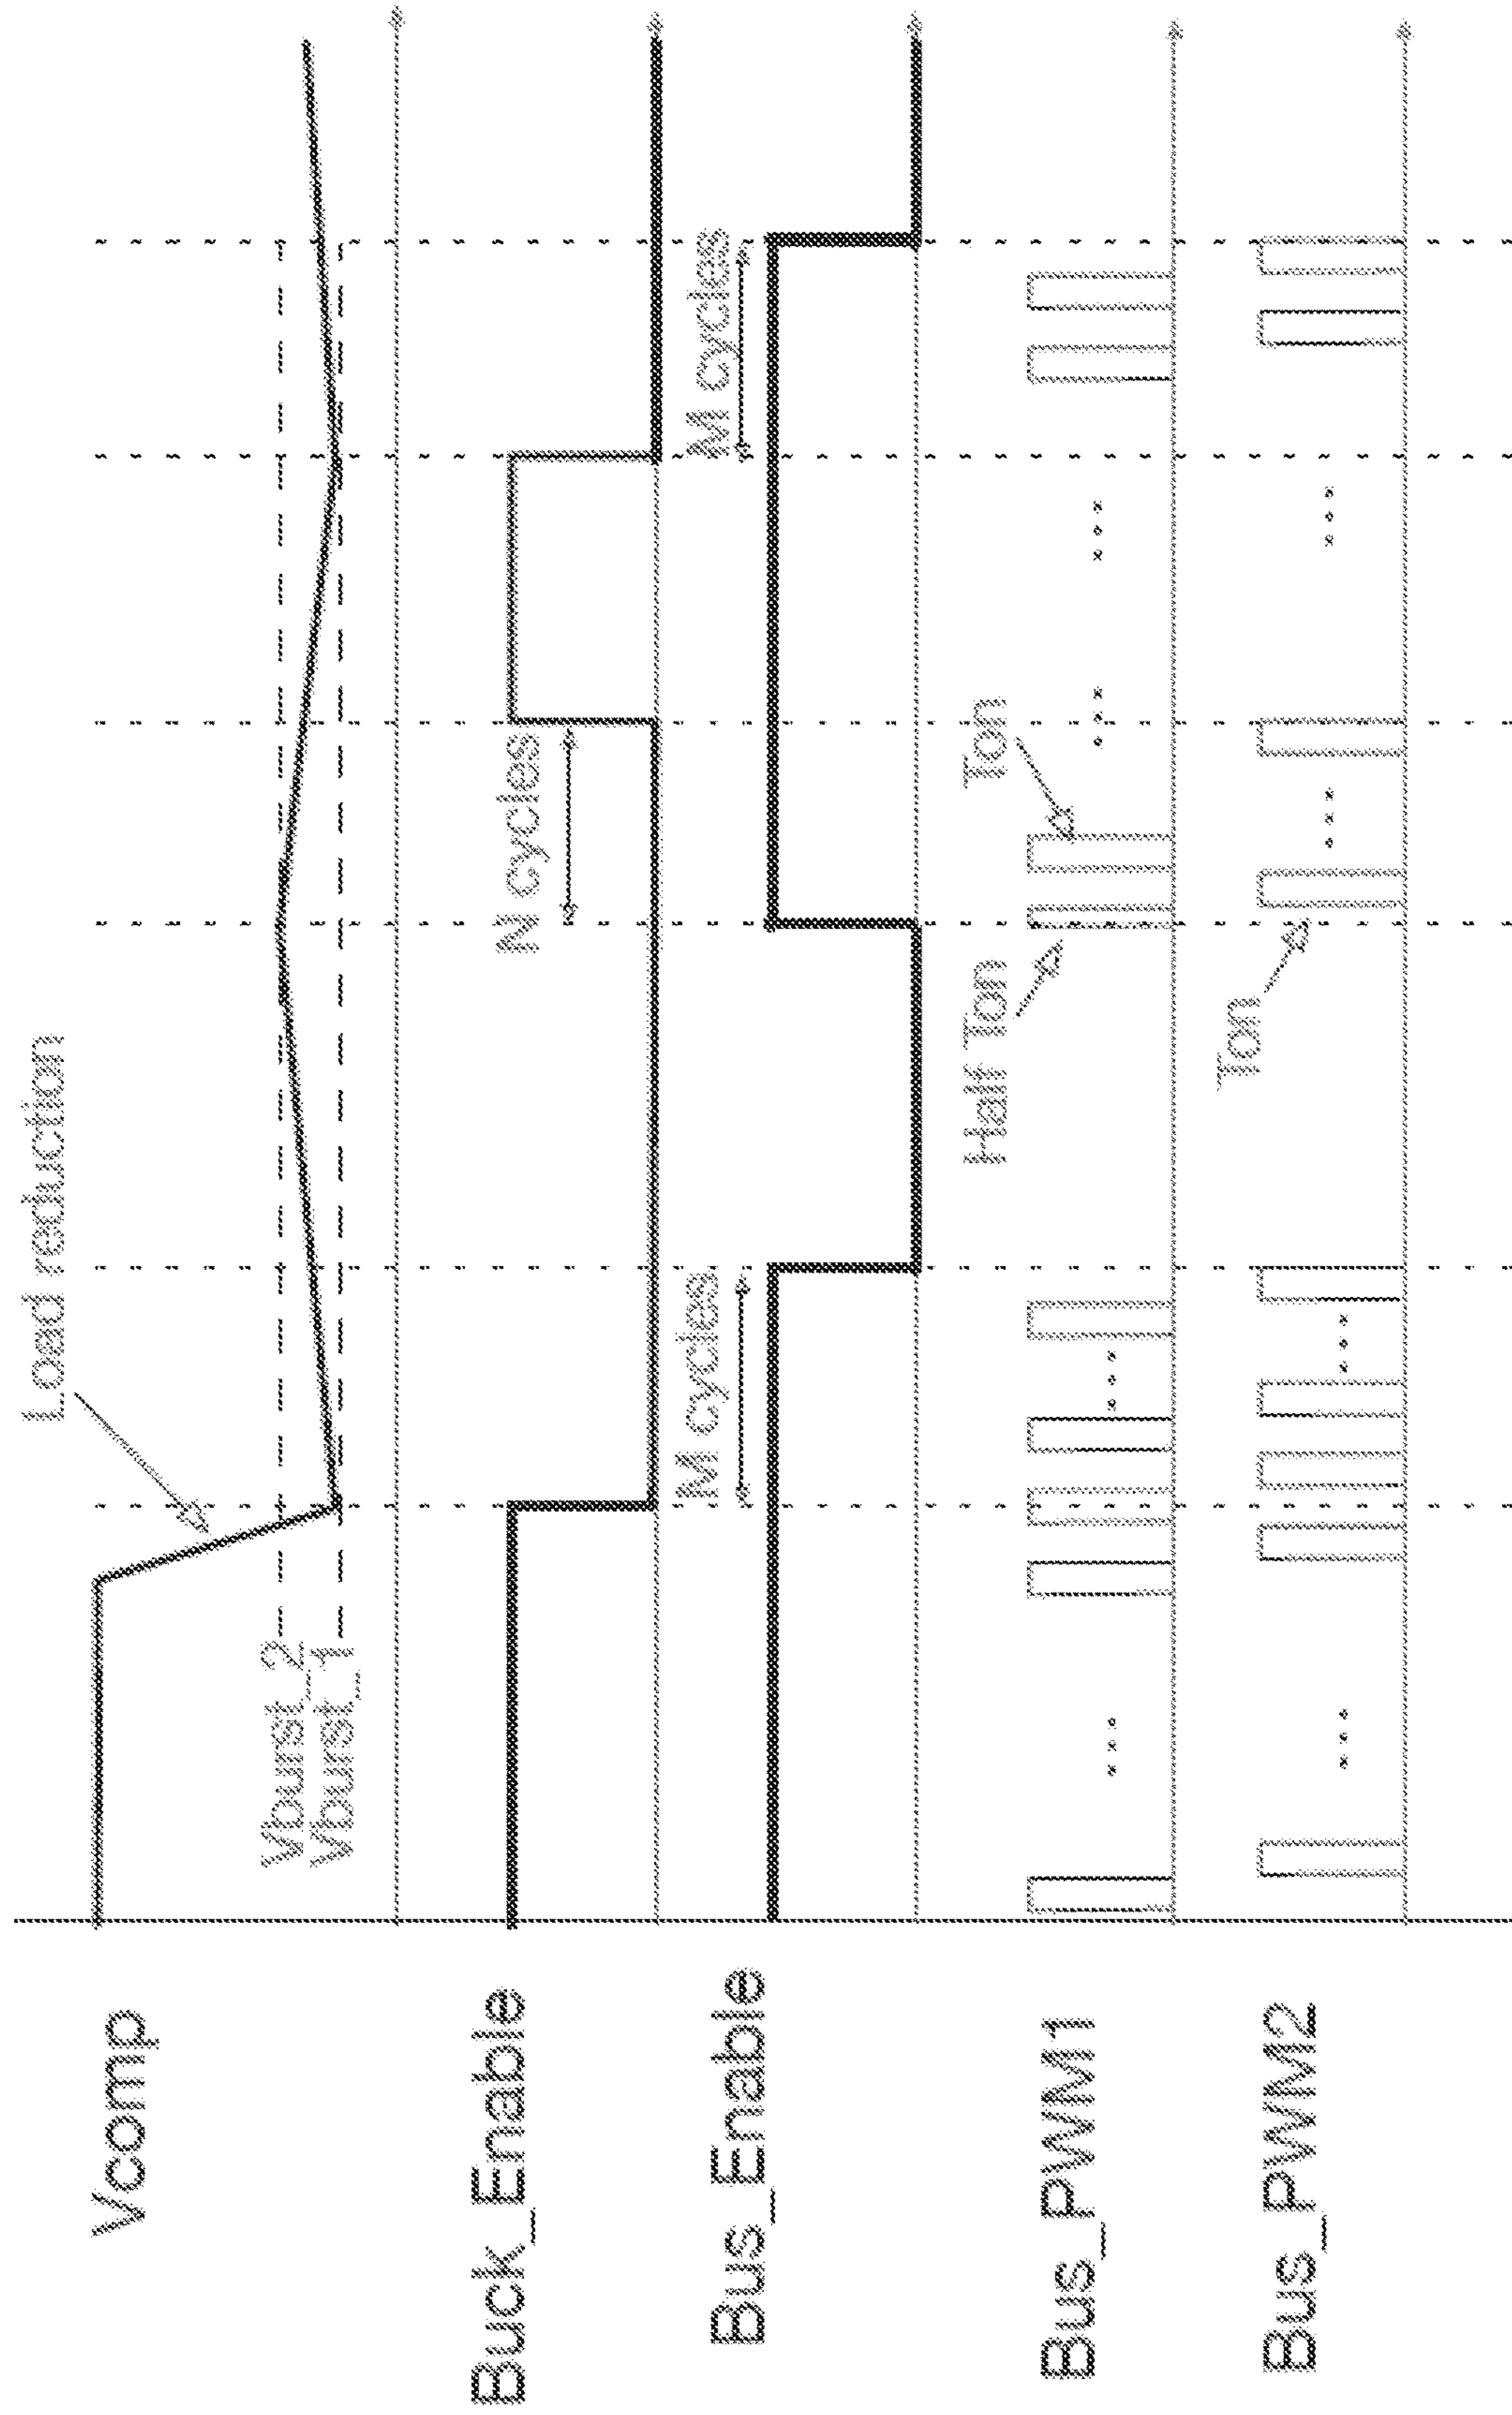 Load reduction
Vcomp
Vburst_2
Vburst_1
Buck_Enable
N cycles
Bus_Enable
M cycles
M cycles
Half Ton
Ton
Bus_PWM1
Ton
Bus_PWM2